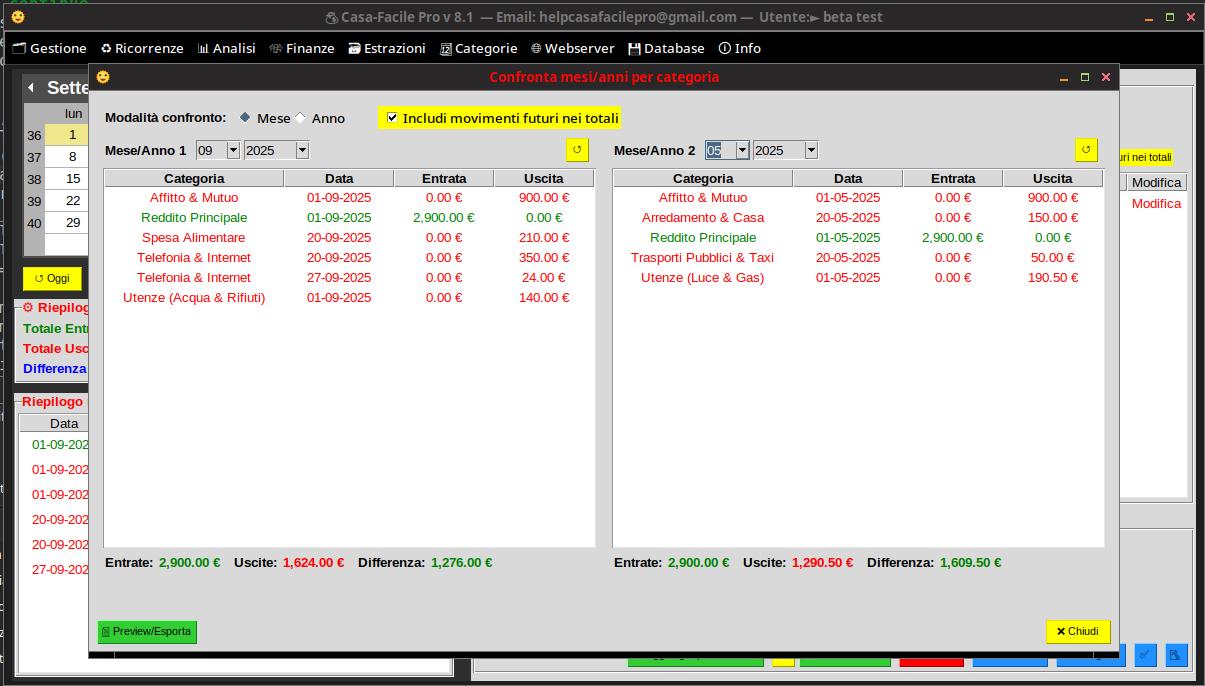 Casa-Facile Pro v 8.1 — Email: helpcasafacilepro@gmail.com — Utente:► beta test
Gestione Ricorrenze Analisi Finanze Estrazioni Categorie Webserver Database Info
Confronta mesi/anni per categoria
Sette
lun
36 1
37 8
38 15
39 22
40 29
Oggi
Riepilog
Totale Entr
Totale Usc
Differenza
Riepilogo
Data
01-09-202
01-09-202
01-09-202
20-09-202
20-09-202
27-09-202
Modalità confronto: Mese Anno Includi movimenti futuri nei totali
Mese/Anno 1 09 2025
Categoria Data Entrata Uscita
Affitto & Mutuo 01-09-2025 0.00 € 900.00 €
Reddito Principale 01-09-2025 2,900.00 € 0.00 €
Spesa Alimentare 20-09-2025 0.00 € 210.00 €
Telefonia & Internet 20-09-2025 0.00 € 350.00 €
Telefonia & Internet 27-09-2025 0.00 € 24.00 €
Utenze (Acqua & Rifiuti) 01-09-2025 0.00 € 140.00 €
Entrate: 2,900.00 € Uscite: 1,624.00 € Differenza: 1,276.00 €
Mese/Anno 2 05 2025
Categoria Data Entrata Uscita
Affitto & Mutuo 01-05-2025 0.00 € 900.00 €
Arredamento & Casa 20-05-2025 0.00 € 150.00 €
Reddito Principale 01-05-2025 2,900.00 € 0.00 €
Trasporti Pubblici & Taxi 20-05-2025 0.00 € 50.00 €
Utenze (Luce & Gas) 01-05-2025 0.00 € 190.50 €
Entrate: 2,900.00 € Uscite: 1,290.50 € Differenza: 1,609.50 €
Preview/Esporta
Chiudi
uri nei totali
Modifica
Modifica